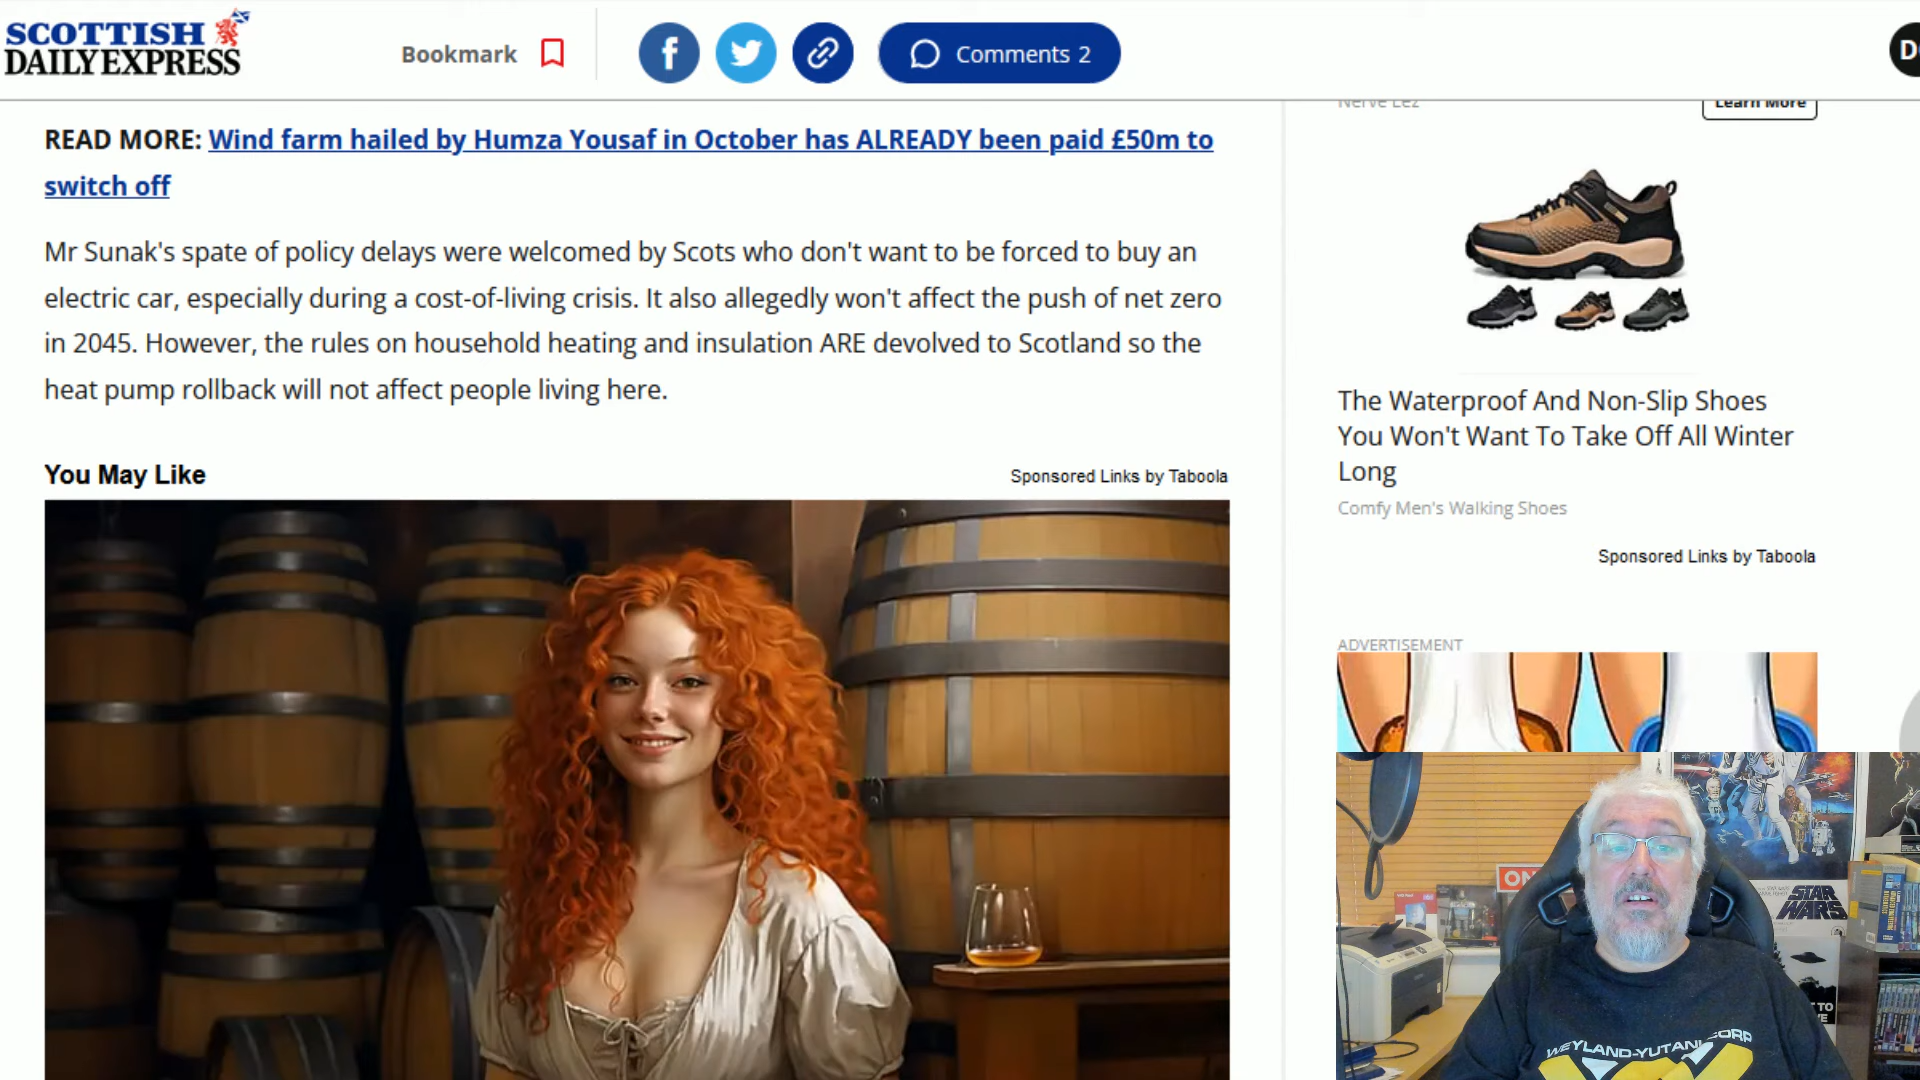 SCOTTISH
DAILY EXPRESS
Bookmark
Comments 2
READ MORE: Wind farm hailed by Humza Yousaf in October has ALREADY been paid £50m to
switch off
Mr Sunak's spate of policy delays were welcomed by Scots who don't want to be forced to buy an
electric car, especially during a cost-of-living crisis. It also allegedly won't affect the push of net zero
in 2045. However, the rules on household heating and insulation ARE devolved to Scotland so the
heat pump rollback will not affect people living here.
You May Like
Sponsored Links by Taboola
Nerve Lez
Learn More
The Waterproof And Non-Slip Shoes
You Won't Want To Take Off All Winter
Long
Comfy Men's Walking Shoes
Sponsored Links by Taboola
ADVERTISEMENT
ON
STAR
WARS
WEYLAND-YUTANI CORP